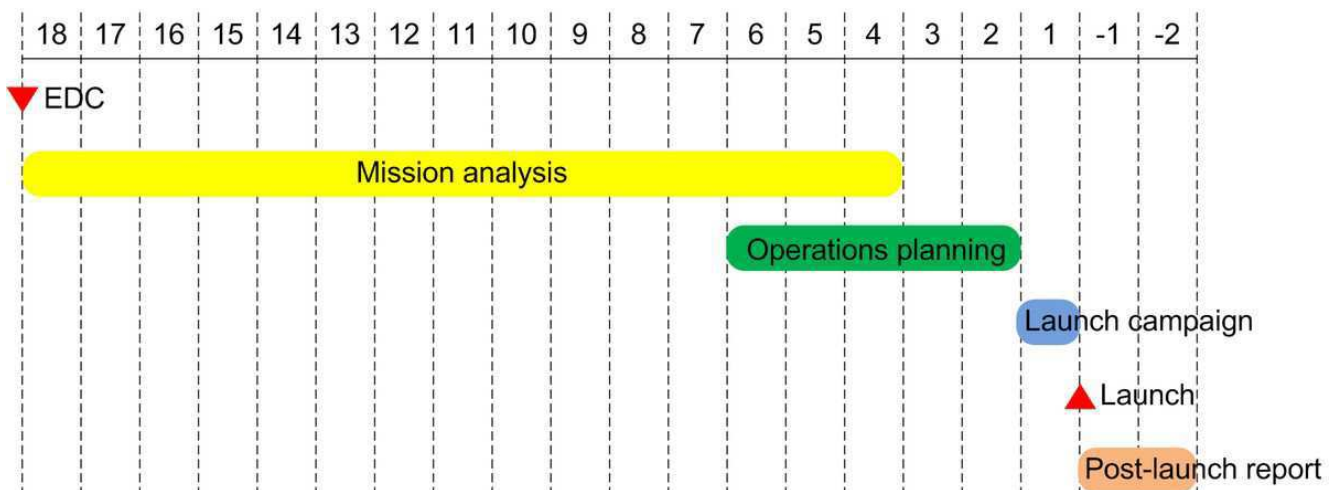 18 17 16 15 14 13 12 11 10 9 8 7 6 5 4 3 2 1 -1 -2
EDC
Mission analysis
Operations planning
Launch campaign
Launch
Post-launch report